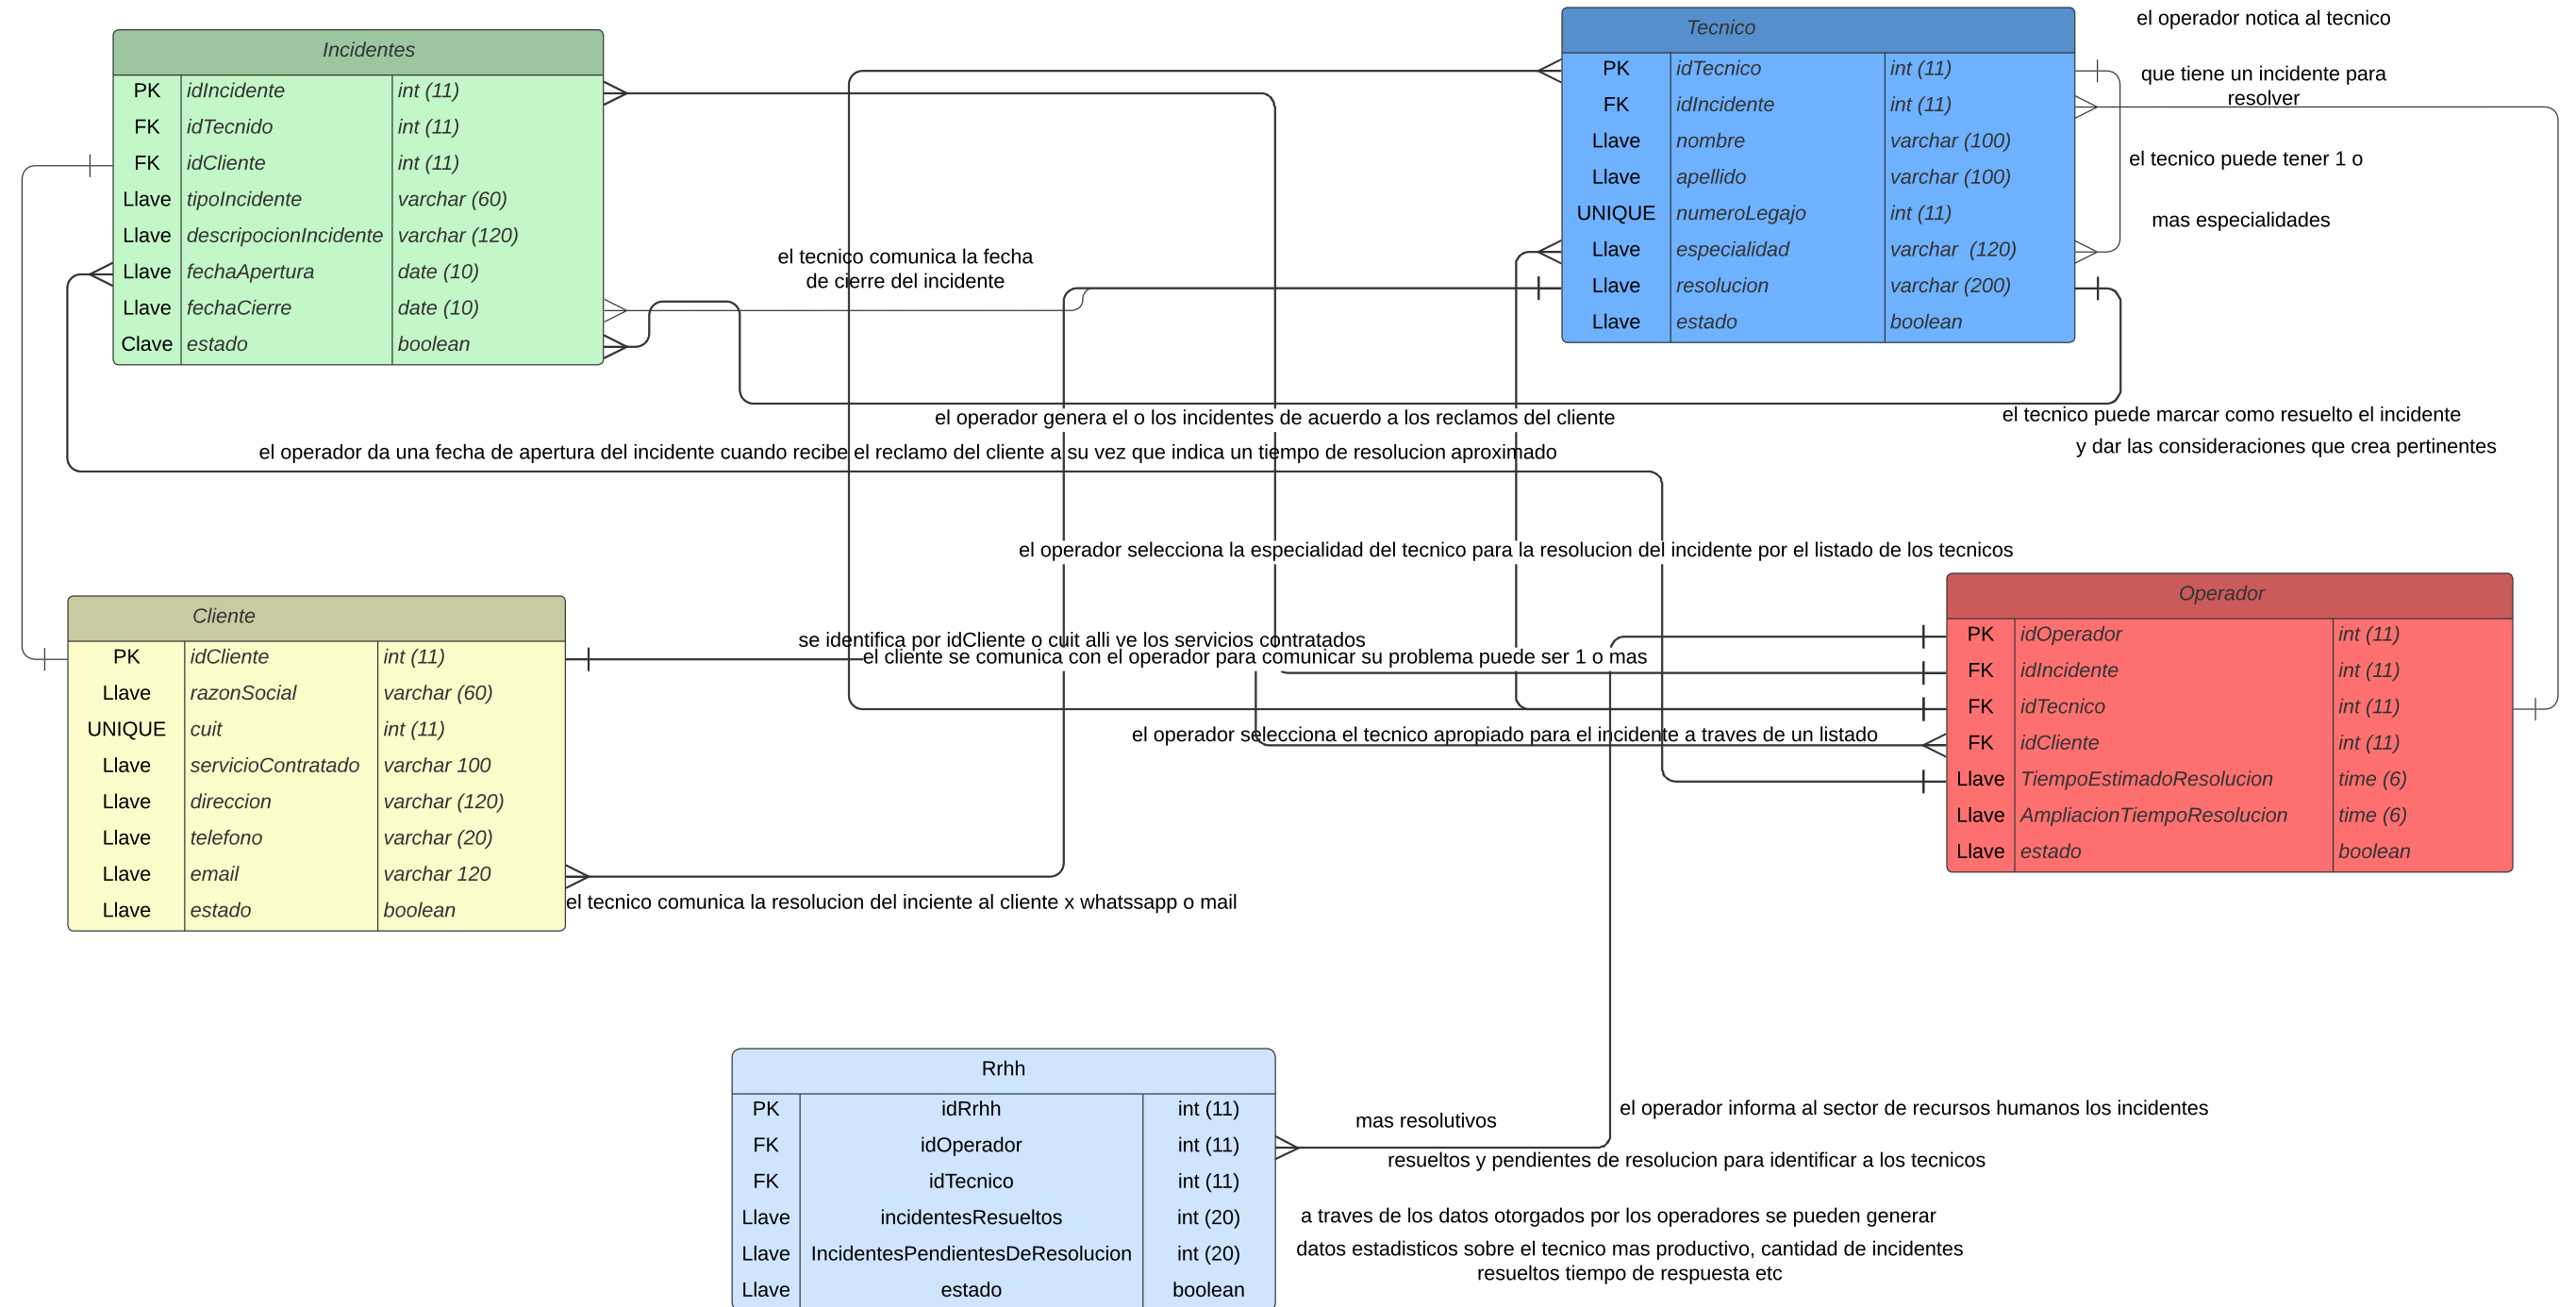 Incidentes
PK idIncidente int (11)
FK idTecnido int (11)
FK idCliente int (11)
Llave tipoIncidente varchar (60)
Llave descripocionIncidente varchar (120)
Llave fechaApertura date (10)
Llave fechaCierre date (10)
Clave estado boolean
Tecnico
PK idTecnico int (11)
FK idIncidente int (11)
Llave nombre varchar (100)
Llave apellido varchar (100)
UNIQUE numeroLegajo int (11)
Llave especialidad varchar (120)
Llave resolucion varchar (200)
Llave estado boolean
el operador notica al tecnico
que tiene un incidente para
resolver
el tecnico puede tener 1 o
mas especialidades
el tecnico comunica la fecha
de cierre del incidente
el operador genera el o los incidentes de acuerdo a los reclamos del cliente
el tecnico puede marcar como resuelto el incidente
y dar las consideraciones que crea pertinentes
el operador da una fecha de apertura del incidente cuando recibe el reclamo del cliente a su vez que indica un tiempo de resolucion aproximado
el operador selecciona la especialidad del tecnico para la resolucion del incidente por el listado de los tecnicos
Cliente
PK idCliente int (11)
Llave razonSocial varchar (60)
UNIQUE cuit int (11)
Llave servicioContratado varchar 100
Llave direccion varchar (120)
Llave telefono varchar (20)
Llave email varchar 120
Llave estado boolean
se identifica por idCliente o cuit alli ve los servicios contratados
el cliente se comunica con el operador para comunicar su problema puede ser 1 o mas
el operador selecciona el tecnico apropiado para el incidente a traves de un listado
el tecnico comunica la resolucion del inciente al cliente x whatssapp o mail
Operador
PK idOperador int (11)
FK idIncidente int (11)
FK idTecnico int (11)
FK idCliente int (11)
Llave TiempoEstimadoResolucion time (6)
Llave AmpliacionTiempoResolucion time (6)
Llave estado boolean
Rrhh
PK idRrhh int (11)
FK idOperador int (11)
FK idTecnico int (11)
Llave incidentesResueltos int (20)
Llave IncidentesPendientesDeResolucion int (20)
Llave estado boolean
el operador informa al sector de recursos humanos los incidentes
mas resolutivos
resueltos y pendientes de resolucion para identificar a los tecnicos
a traves de los datos otorgados por los operadores se pueden generar
datos estadisticos sobre el tecnico mas productivo, cantidad de incidentes
resueltos tiempo de respuesta etc